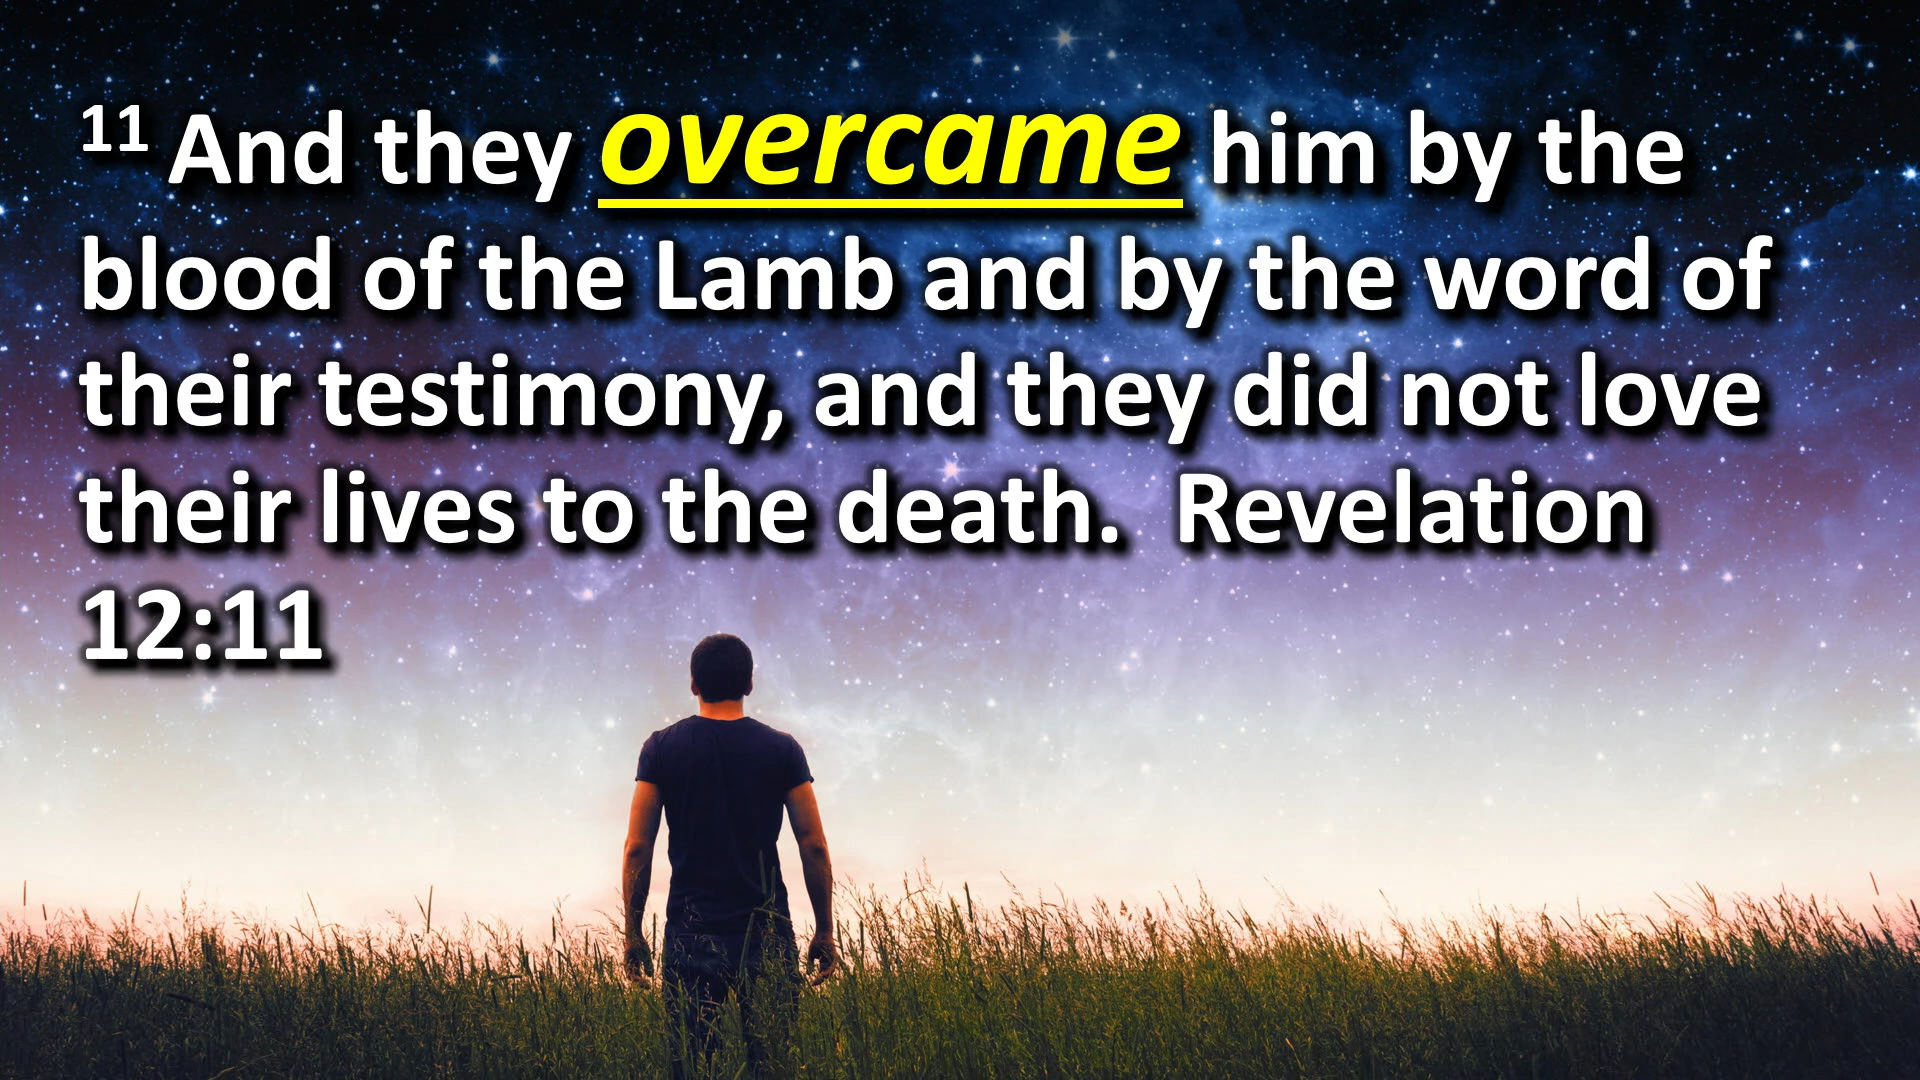 11 And they overcame him by the
blood of the Lamb and by the word of
their testimony, and they did not love
their lives to the death.  Revelation
12:11